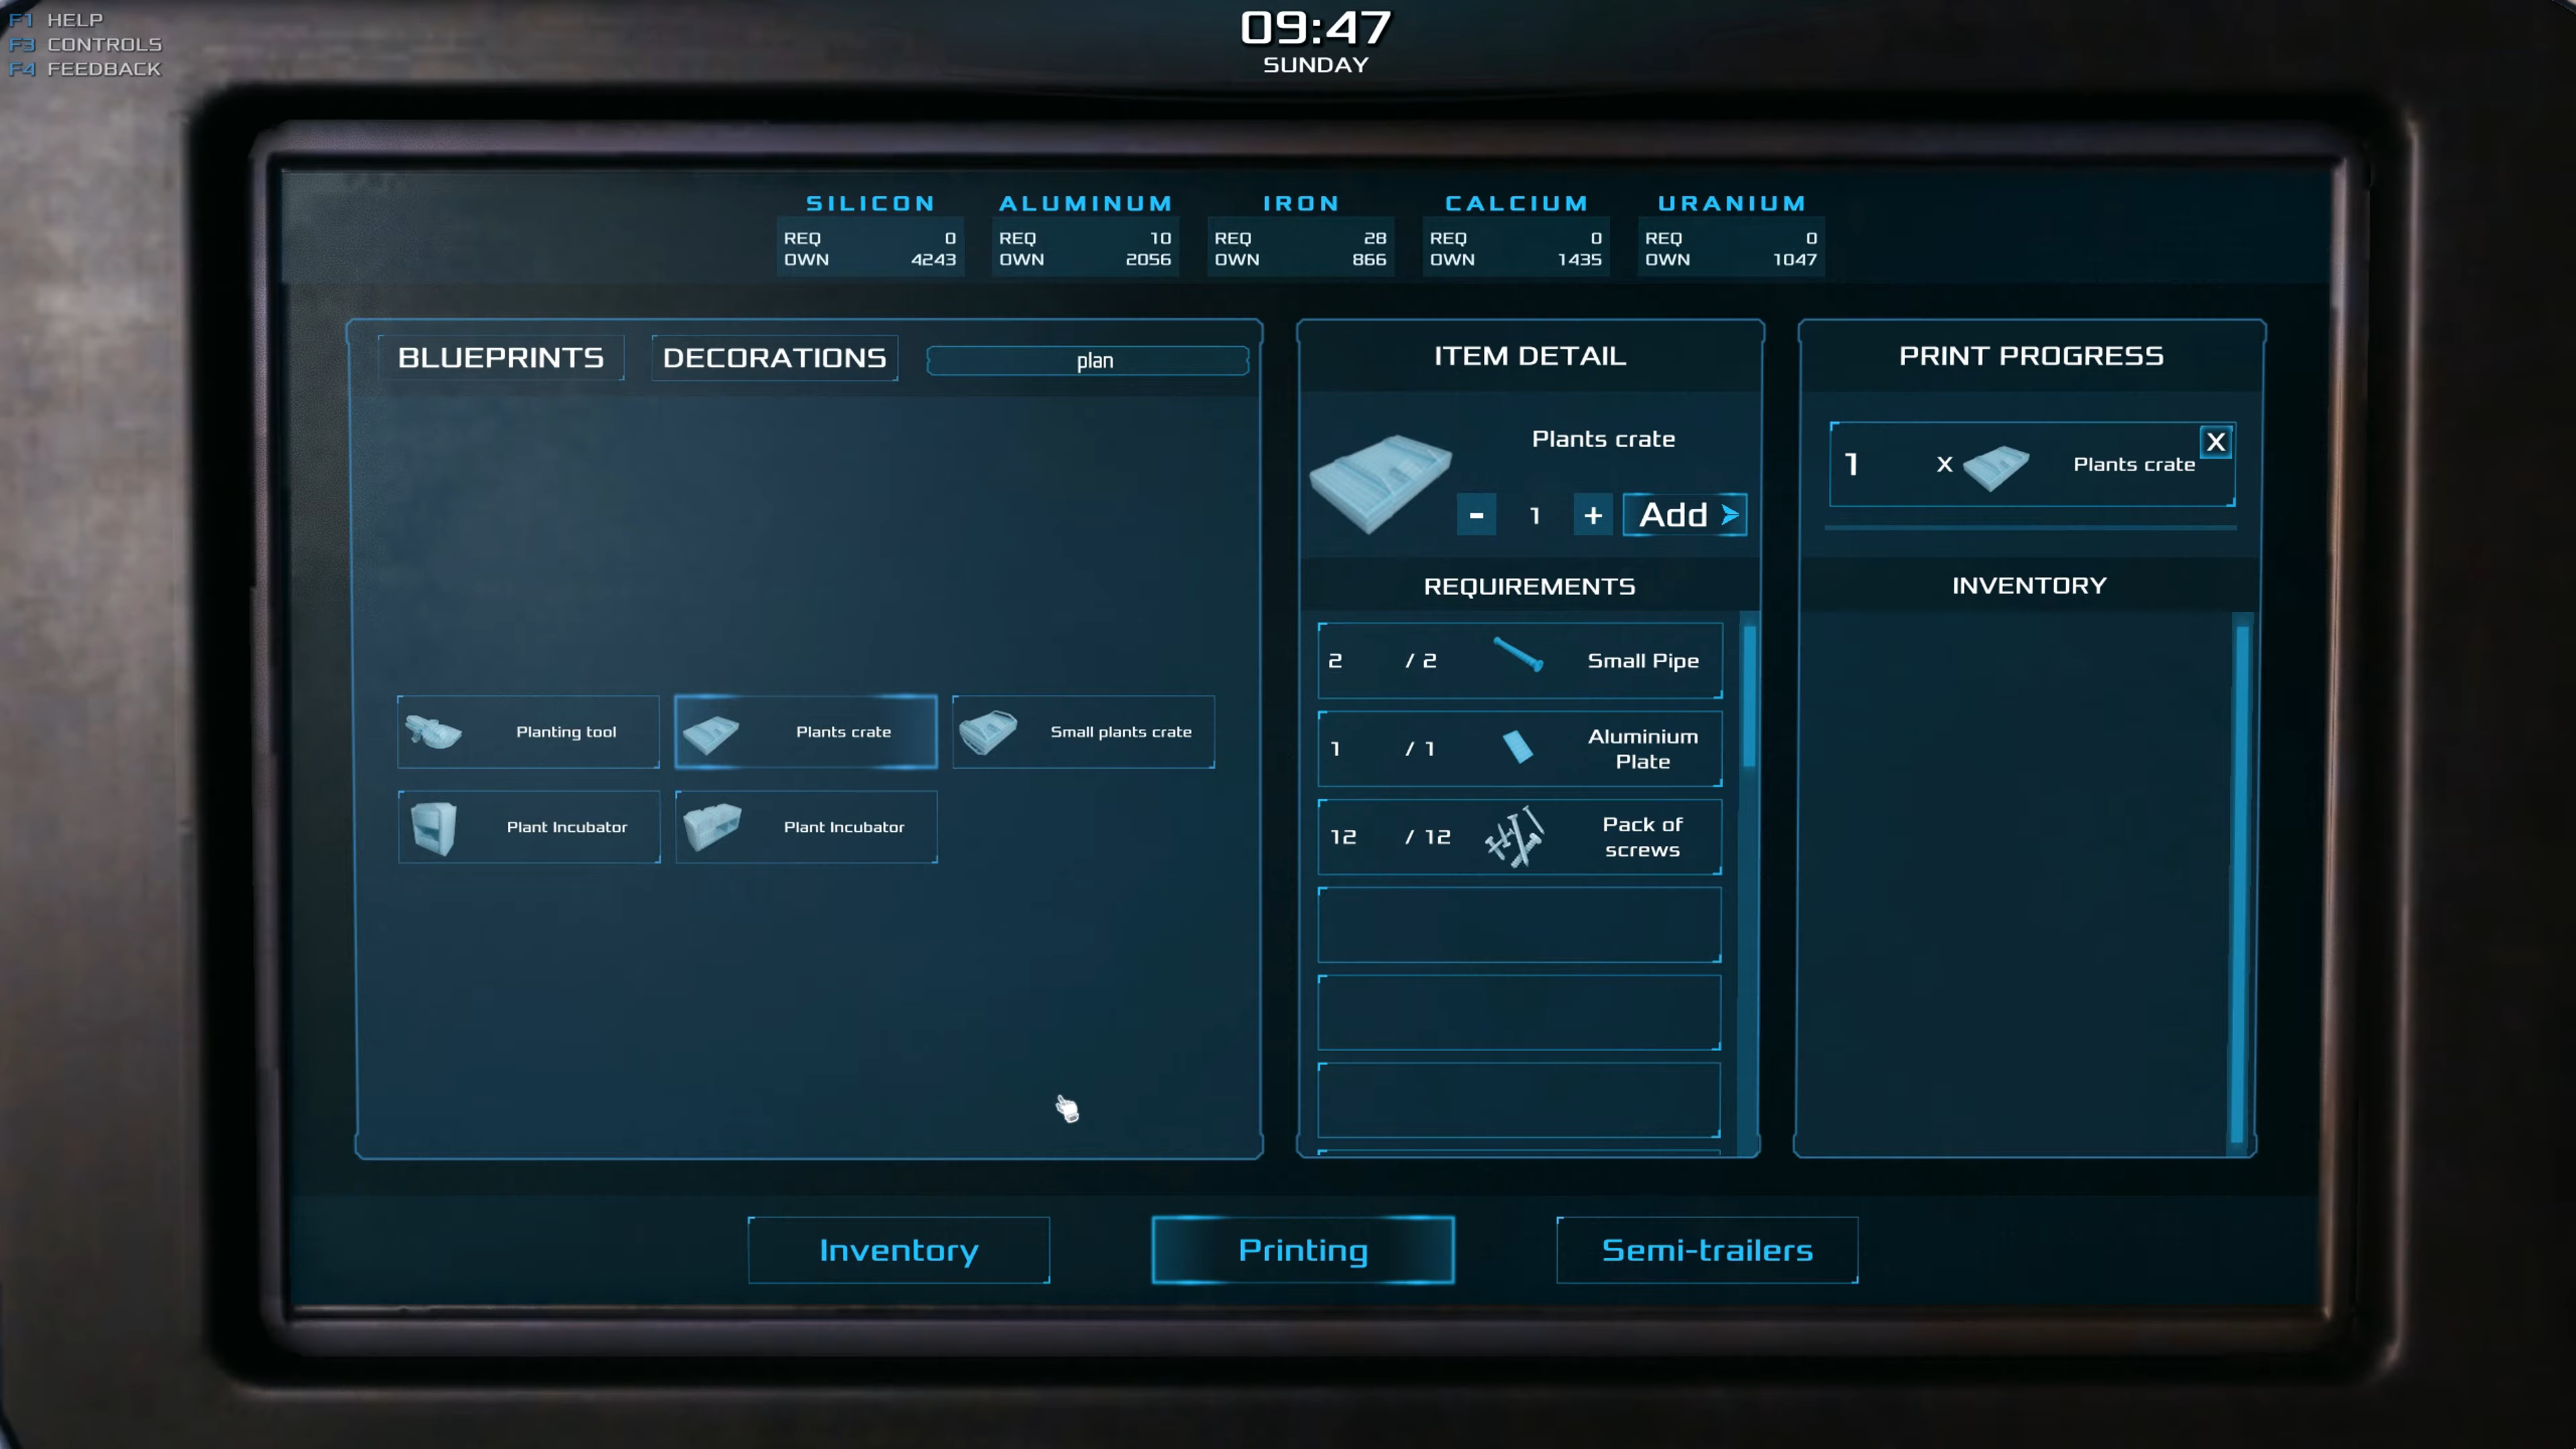 F1 HELP
F3 CONTROLS
F4 FEEDBACK
09:47
SUNDAY
SILICON
REQ 0
OWN 4243
ALUMINUM
REQ 10
OWN 2056
IRON
REQ 28
OWN 866
CALCIUM
REQ 0
OWN 1435
URANIUM
REQ 0
OWN 1047
BLUEPRINTS
DECORATIONS
plan
Planting tool
Plants crate
Small plants crate
Plant Incubator
Plant Incubator
ITEM DETAIL
Plants crate
- 1 + Add
REQUIREMENTS
2 / 2 Small Pipe
1 / 1 Aluminium
Plate
12 / 12 Pack of
screws
PRINT PROGRESS
X
1 x Plants crate
INVENTORY
Inventory
Printing
Semi-trailers